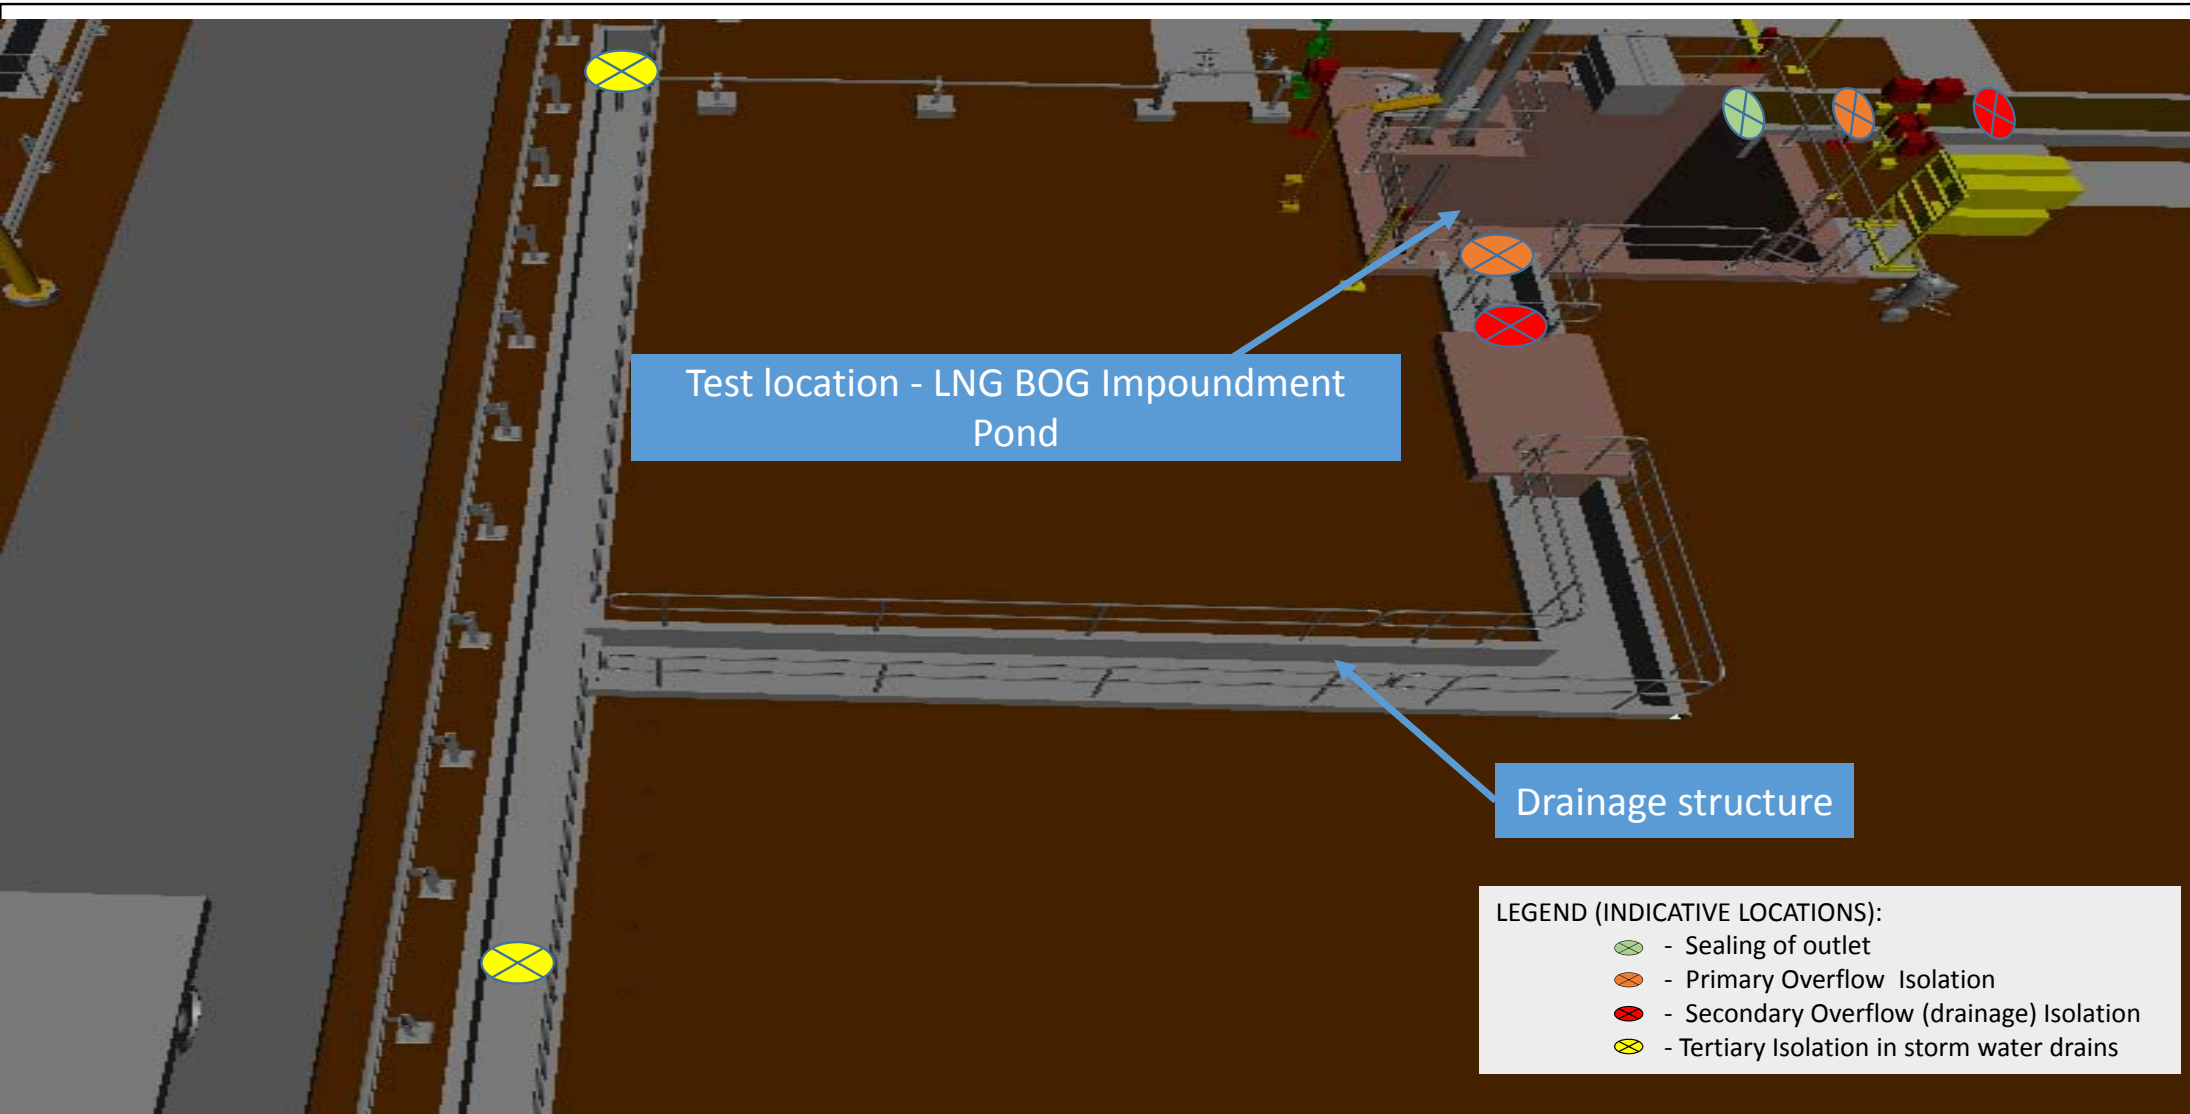 Test location - LNG BOG Impoundment
Pond
Drainage structure
LEGEND (INDICATIVE LOCATIONS):
- Sealing of outlet
- Primary Overflow Isolation
- Secondary Overflow (drainage) Isolation
- Tertiary Isolation in storm water drains